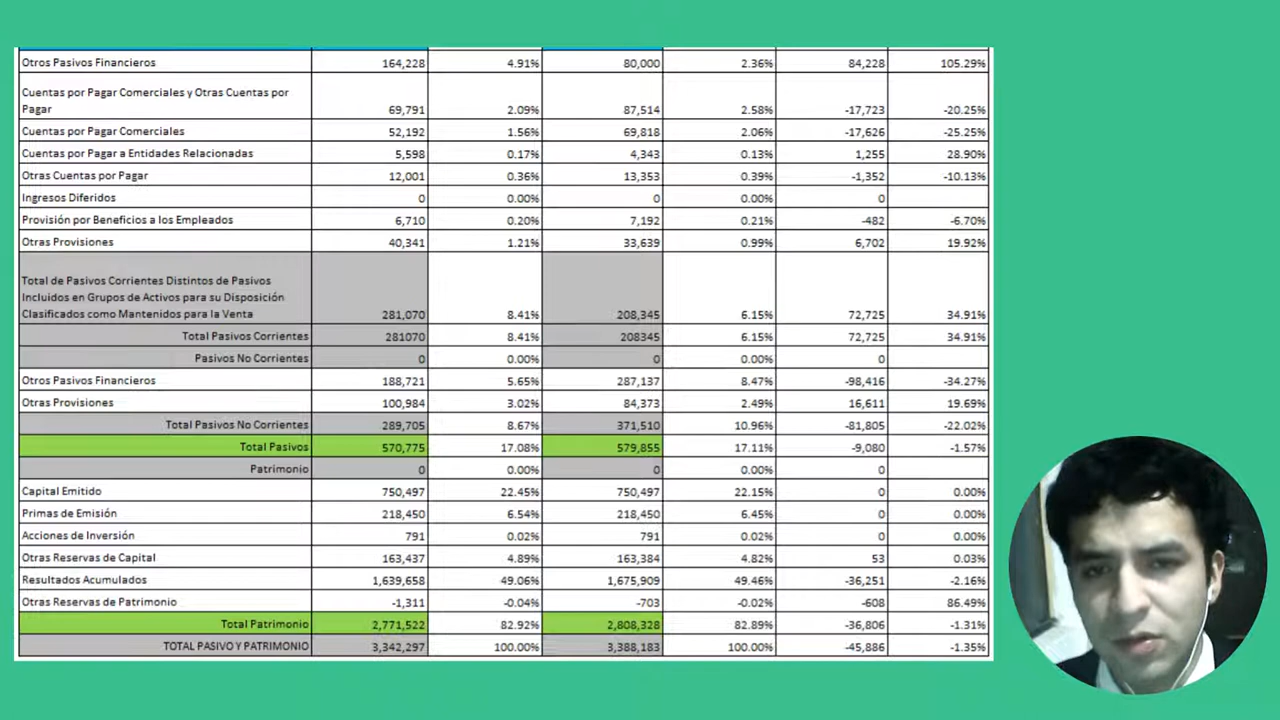 Otros Pasivos Financieros 164,228 4.91% 80,000 2.36% 84,228 105.29%
Cuentas por Pagar Comerciales y Otras Cuentas por
Pagar 69,791 2.09% 87,514 2.58% -17,723 -20.25%
Cuentas por Pagar Comerciales 52,192 1.56% 69,818 2.06% -17,626 -25.25%
Cuentas por Pagar a Entidades Relacionadas 5,598 0.17% 4,343 0.13% 1,255 28.90%
Otras Cuentas por Pagar 12,001 0.36% 13,353 0.39% -1,352 -10.13%
Ingresos Diferidos 0 0.00% 0 0.00% 0
Provisión por Beneficios a los Empleados 6,710 0.20% 7,192 0.21% -482 -6.70%
Otras Provisiones 40,341 1.21% 33,639 0.99% 6,702 19.92%
Total de Pasivos Corrientes Distintos de Pasivos
Incluidos en Grupos de Activos para su Disposición
Clasificados como Mantenidos para la Venta 281,070 8.41% 208,345 6.15% 72,725 34.91%
Total Pasivos Corrientes 281070 8.41% 208345 6.15% 72,725 34.91%
Pasivos No Corrientes 0 0.00% 0 0.00% 0
Otros Pasivos Financieros 188,721 5.65% 287,137 8.47% -98,416 -34.27%
Otras Provisiones 100,984 3.02% 84,373 2.49% 16,611 19.69%
Total Pasivos No Corrientes 289,705 8.67% 371,510 10.96% -81,805 -22.02%
Total Pasivos 570,775 17.08% 579,855 17.11% -9,080 -1.57%
Patrimonio 0 0.00% 0 0.00% 0
Capital Emitido 750,497 22.45% 750,497 22.15% 0 0.00%
Primas de Emisión 218,450 6.54% 218,450 6.45% 0 0.00%
Acciones de Inversión 791 0.02% 791 0.02% 0 0.00%
Otras Reservas de Capital 163,437 4.89% 163,384 4.82% 53 0.03%
Resultados Acumulados 1,639,658 49.06% 1,675,909 49.46% -36,251 -2.16%
Otras Reservas de Patrimonio -1,311 -0.04% -703 -0.02% -608 86.49%
Total Patrimonio 2,771,522 82.92% 2,808,328 82.89% -36,806 -1.31%
TOTAL PASIVO Y PATRIMONIO 3,342,297 100.00% 3,388,183 100.00% -45,886 -1.35%